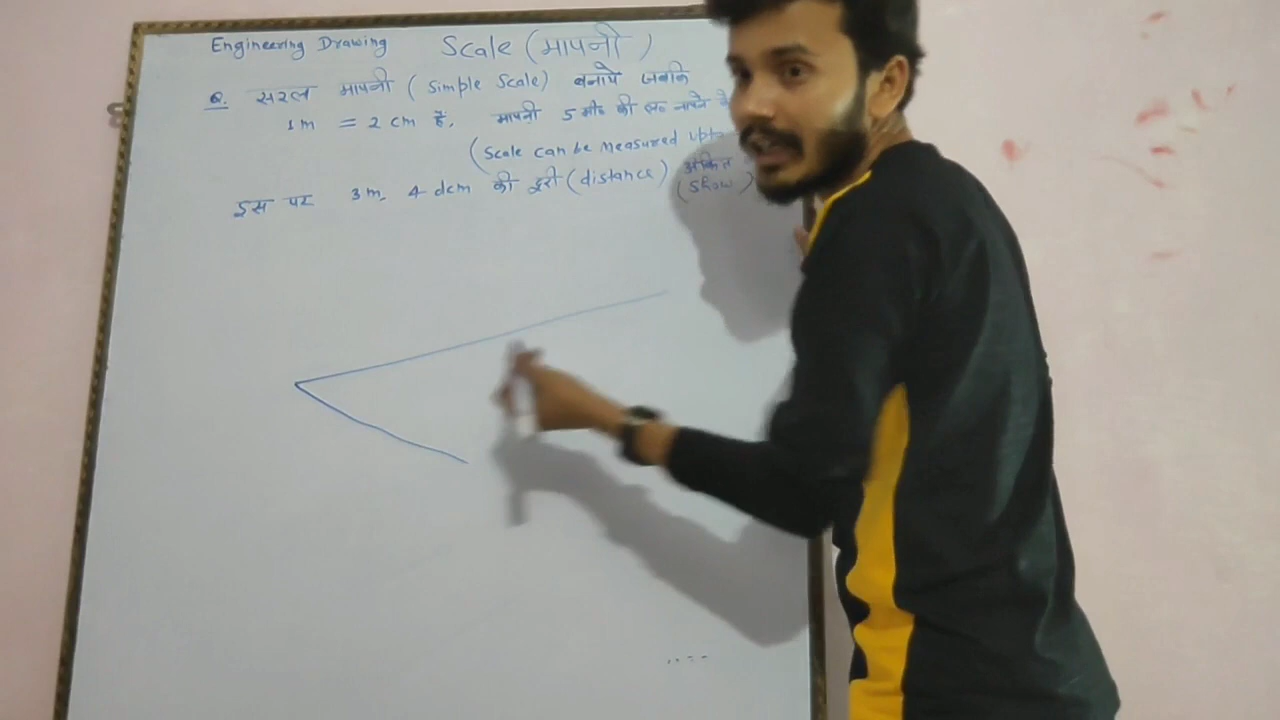 Engineering Drawing Scale (मापनी)
Q. सरल मापनी (Simple Scale) बनाये जबकि
1m = 2 cm है, मापनी 5 मी० की
(Scale can be Measured upto
इस पर 3m, 4 dcm की दूरी (distance) अंकित
(Show)